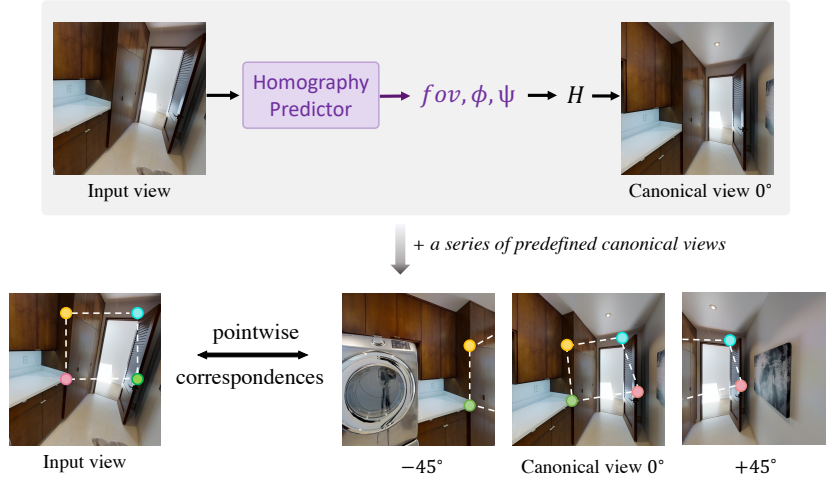 Homography
Predictor
fov, ϕ, ψ
H
Input view
Canonical view 0°
+ a series of predefined canonical views
pointwise
correspondences
Input view
−45°
Canonical view 0°
+45°